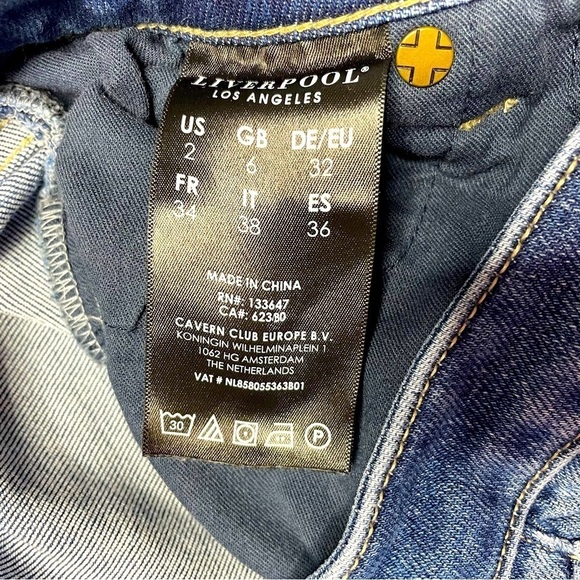 LIVERPOOL®
LOS ANGELES
US GB DE/EU
2 6 32
FR IT ES
34 38 36
MADE IN CHINA
RN#: 133647
CA#: 62380
CAVERN CLUB EUROPE B.V.
KONINGIN WILHELMINAPLEIN 1
1062 HG AMSTERDAM
THE NETHERLANDS
VAT # NL858055363B01
30
P